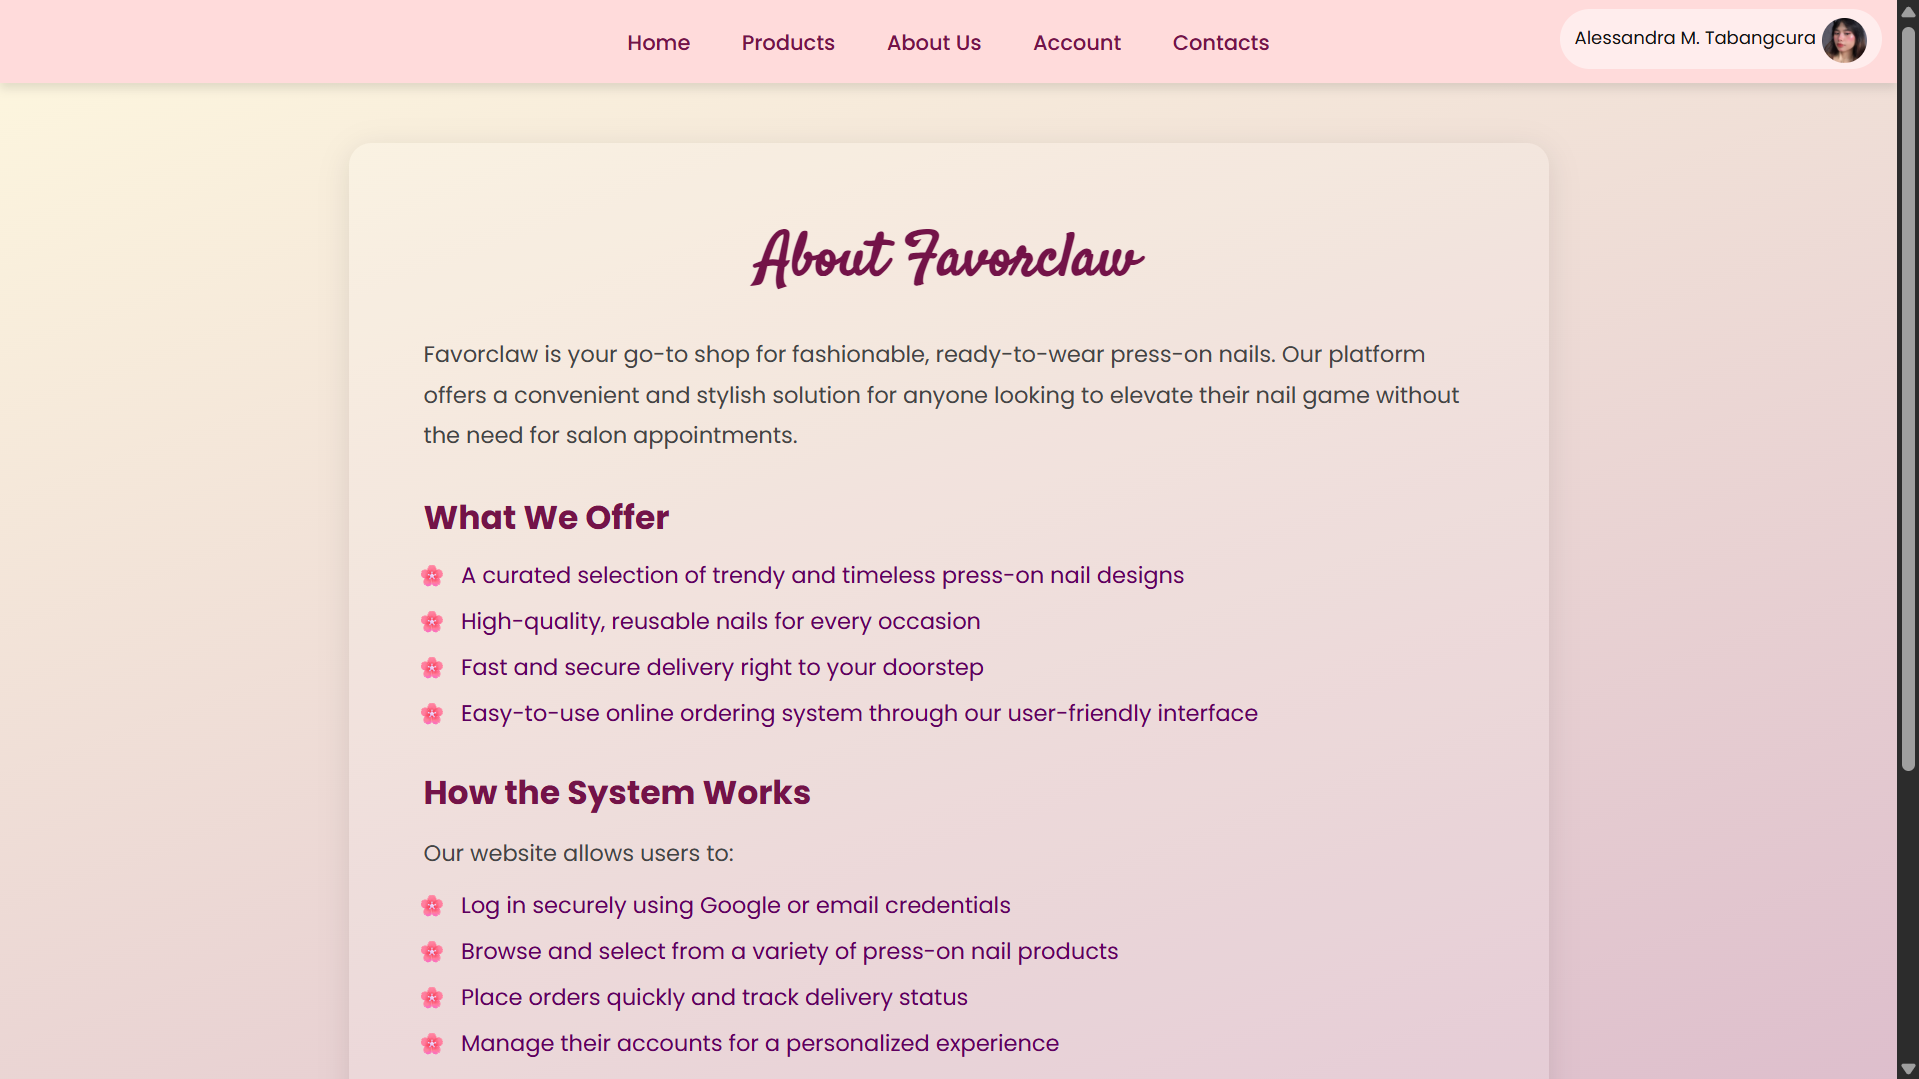 Home
Products
About Us
Account
Contacts
Alessandra M. Tabangcura
About Favorclaw
Favorclaw is your go-to shop for fashionable, ready-to-wear press-on nails. Our platform
offers a convenient and stylish solution for anyone looking to elevate their nail game without
the need for salon appointments.
What We Offer
A curated selection of trendy and timeless press-on nail designs
High-quality, reusable nails for every occasion
Fast and secure delivery right to your doorstep
Easy-to-use online ordering system through our user-friendly interface
How the System Works
Our website allows users to:
Log in securely using Google or email credentials
Browse and select from a variety of press-on nail products
Place orders quickly and track delivery status
Manage their accounts for a personalized experience